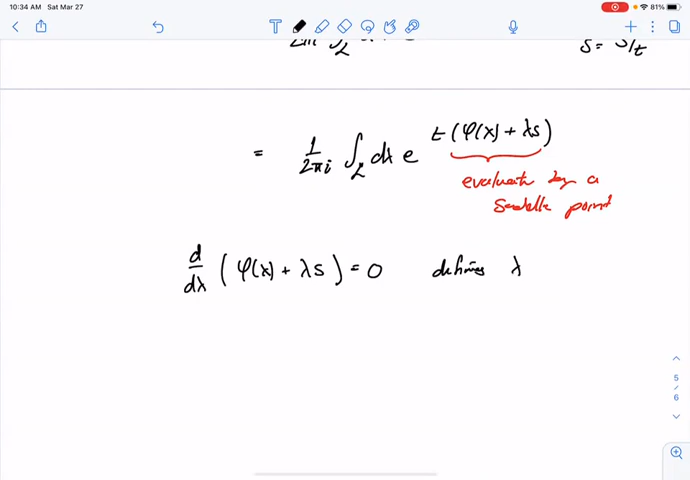 10:34 AM Sat Mar 27
81%
s = S/t
= 1/2πi ∫_L dλ e^{t(φ(x) + λs)}
evaluate by a
saddle point
d/dλ (φ(x) + λs) = 0 defines λ
5
/
6